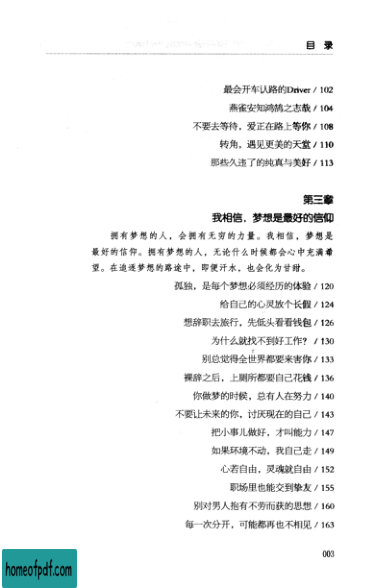 目 录
最会开车认路的Driver / 102
燕雀安知鸿鹄之志哉 / 104
不要去等待，爱正在路上等你 / 108
转角，遇见更美的天堂 / 110
那些久违了的纯真与美好 / 113
第三章
我相信，梦想是最好的信仰
拥有梦想的人，会拥有无穷的力量。我相信，梦想是
最好的信仰。拥有梦想的人，无论什么时候都会心中充满希
望。在追逐梦想的路途中，即便汗水，也会化为甘甜。
孤独，是每个梦想必须经历的体验 / 120
给自己的心灵放个长假 / 124
想辞职去旅行，先低头看看钱包 / 126
为什么就找不到好工作？ / 130
别总觉得全世界都要来害你 / 133
裸辞之后，上厕所都要自己花钱 / 136
你做梦的时候，总有人在努力 / 140
不要让未来的你，讨厌现在的自己 / 143
把小事儿做好，才叫能力 / 147
如果环境不动，我自己走 / 149
心若自由，灵魂就自由 / 152
职场里也能交到挚友 / 155
别对男人抱有不劳而获的思想 / 160
每一次分开，可能都再也不相见 / 163
003
homeofpdf.com